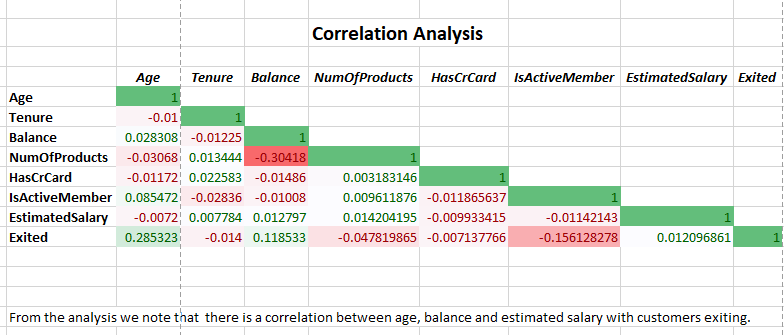 Correlation Analysis
Age Tenure Balance NumOfProducts HasCrCard IsActiveMember EstimatedSalary Exited
Age 1
Tenure -0.01 1
Balance 0.028308 -0.01225 1
NumOfProducts -0.03068 0.013444 -0.30418 1
HasCrCard -0.01172 0.022583 -0.01486 0.003183146 1
IsActiveMember 0.085472 -0.02836 -0.01008 0.009611876 -0.011865637 1
EstimatedSalary -0.0072 0.007784 0.012797 0.014204195 -0.009933415 -0.01142143 1
Exited 0.285323 -0.014 0.118533 -0.047819865 -0.007137766 -0.156128278 0.012096861 1
From the analysis we note that there is a correlation between age, balance and estimated salary with customers exiting.